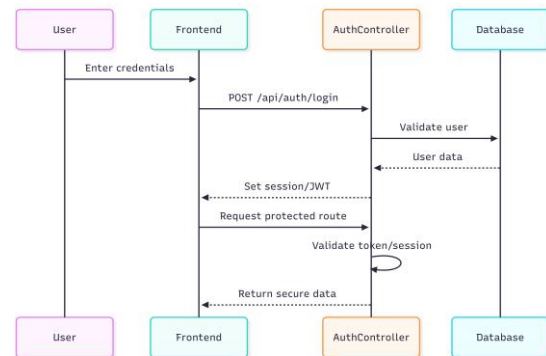 User
Frontend
AuthController
Database
Enter credentials
POST /api/auth/login
Validate user
User data
Set session/JWT
Request protected route
Validate token/session
Return secure data
User
Frontend
AuthController
Database